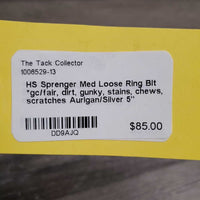 The Tack Collector
1006529-13
HS Sprenger Med Loose Ring Bit
*gc/fair, dirt, gunky, stains, chews,
scratches Aurigan/Silver 5"
DD9AJQ
$85.00